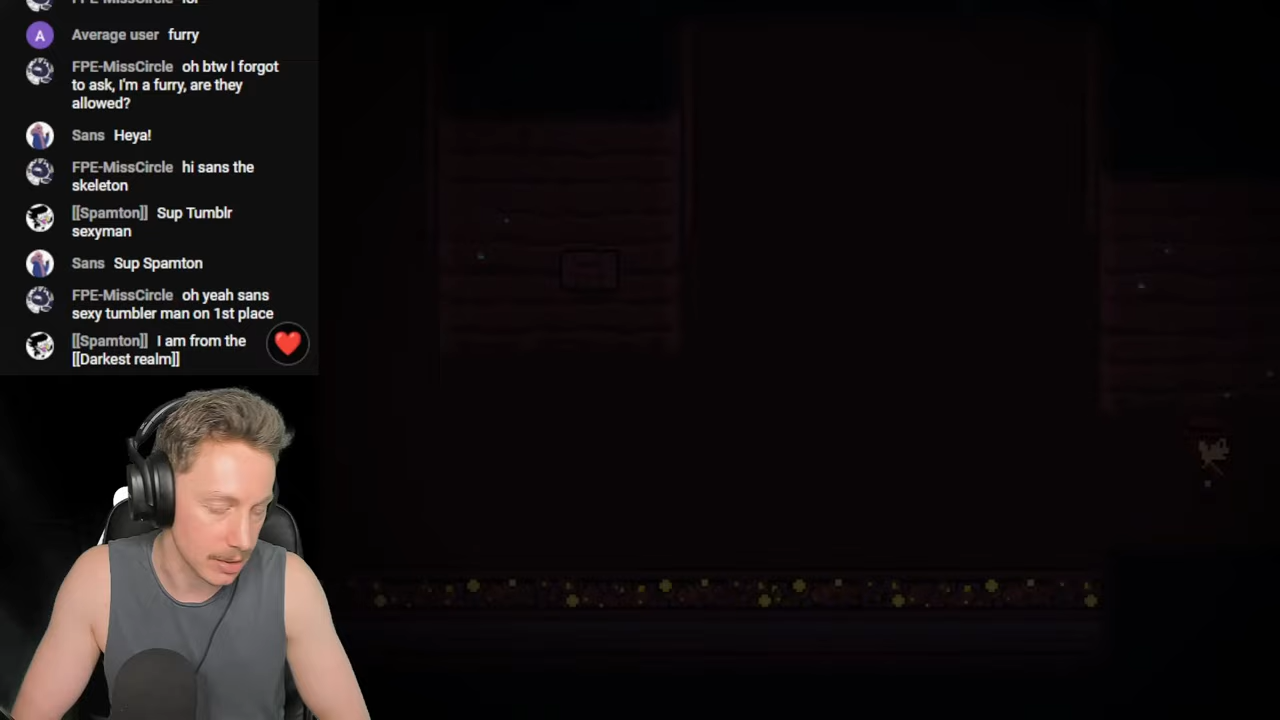 Average user furry
FPE-MissCircle oh btw I forgot
to ask, I'm a furry, are they
allowed?
Sans Heya!
FPE-MissCircle hi sans the
skeleton
[[Spamton]] Sup Tumblr
sexyman
Sans Sup Spamton
FPE-MissCircle oh yeah sans
sexy tumbler man on 1st place
[[Spamton]] I am from the
[[Darkest realm]]